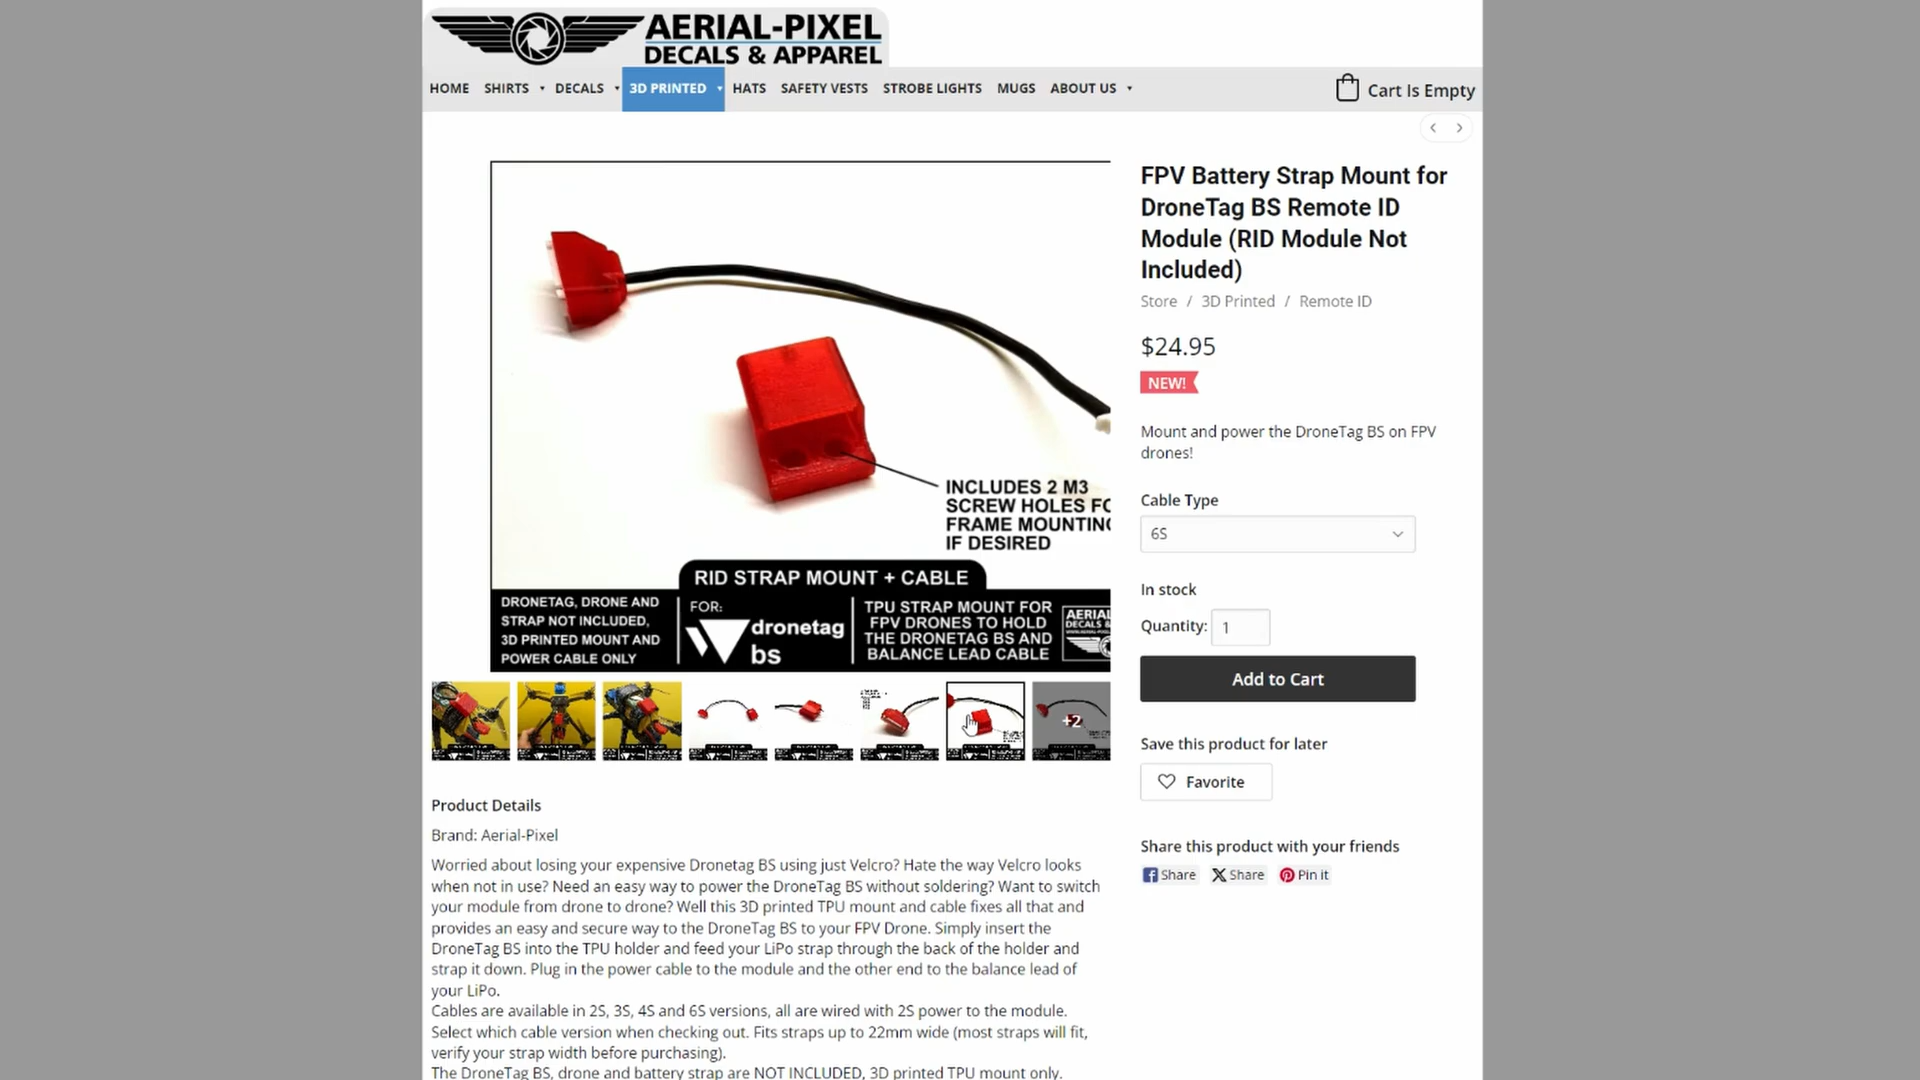 AERIAL-PIXEL
DECALS & APPAREL
HOME SHIRTS DECALS 3D PRINTED HATS SAFETY VESTS STROBE LIGHTS MUGS ABOUT US
Cart Is Empty
INCLUDES 2 M3
SCREW HOLES FO
FRAME MOUNTING
IF DESIRED
RID STRAP MOUNT + CABLE
DRONETAG, DRONE AND
STRAP NOT INCLUDED,
3D PRINTED MOUNT AND
POWER CABLE ONLY
FOR:
dronetag
bs
TPU STRAP MOUNT FOR
FPV DRONES TO HOLD
THE DRONETAG BS AND
BALANCE LEAD CABLE
AERIAL
DECALS &
+2
FPV Battery Strap Mount for
DroneTag BS Remote ID
Module (RID Module Not
Included)
Store / 3D Printed / Remote ID
$24.95
NEW!
Mount and power the DroneTag BS on FPV
drones!
Cable Type
6S
In stock
Quantity: 1
Add to Cart
Save this product for later
Favorite
Share this product with your friends
Share Share Pin it
Product Details
Brand: Aerial-Pixel
Worried about losing your expensive Dronetag BS using just Velcro? Hate the way Velcro looks
when not in use? Need an easy way to power the DroneTag BS without soldering? Want to switch
your module from drone to drone? Well this 3D printed TPU mount and cable fixes all that and
provides an easy and secure way to the DroneTag BS to your FPV Drone. Simply insert the
DroneTag BS into the TPU holder and feed your LiPo strap through the back of the holder and
strap it down. Plug in the power cable to the module and the other end to the balance lead of
your LiPo.
Cables are available in 2S, 3S, 4S and 6S versions, all are wired with 2S power to the module.
Select which cable version when checking out. Fits straps up to 22mm wide (most straps will fit,
verify your strap width before purchasing).
The DroneTag BS, drone and battery strap are NOT INCLUDED, 3D printed TPU mount only.